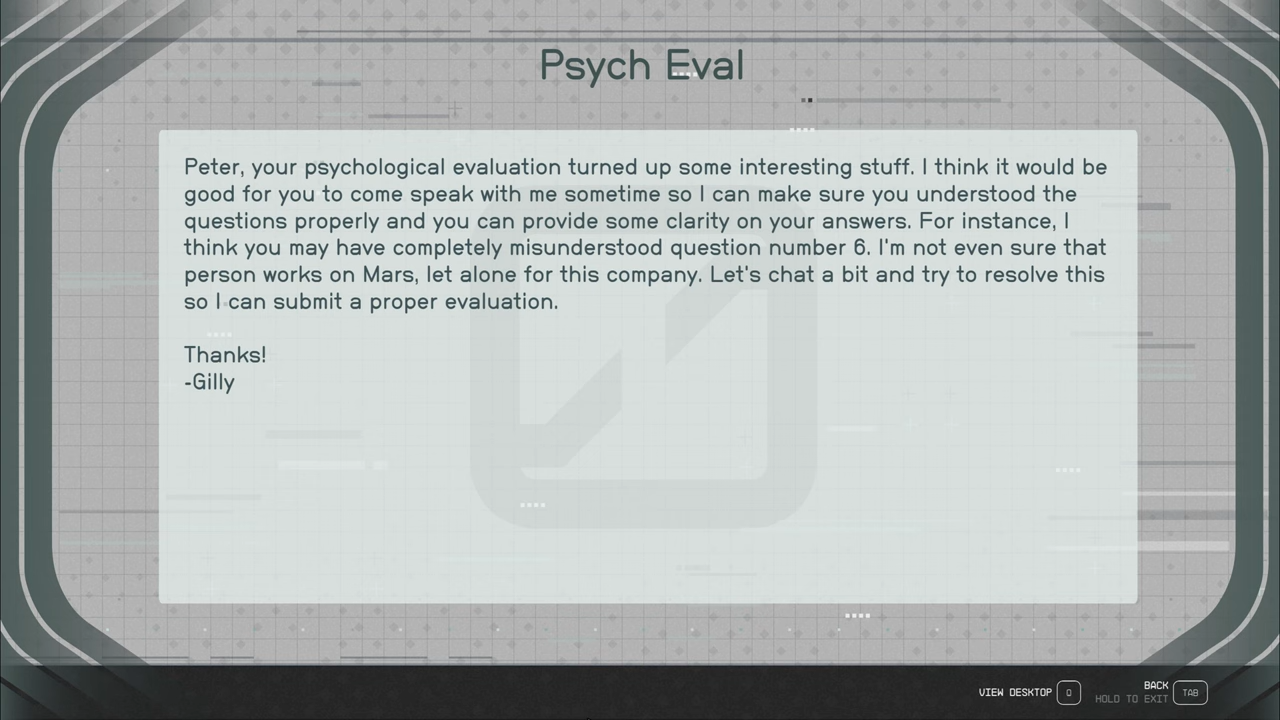 Psych Eval
Peter, your psychological evaluation turned up some interesting stuff. I think it would be
good for you to come speak with me sometime so I can make sure you understood the
questions properly and you can provide some clarity on your answers. For instance, I
think you may have completely misunderstood question number 6. I'm not even sure that
person works on Mars, let alone for this company. Let's chat a bit and try to resolve this
so I can submit a proper evaluation.
Thanks!
-Gilly
VIEW DESKTOP Q
BACK
HOLD TO EXIT TAB